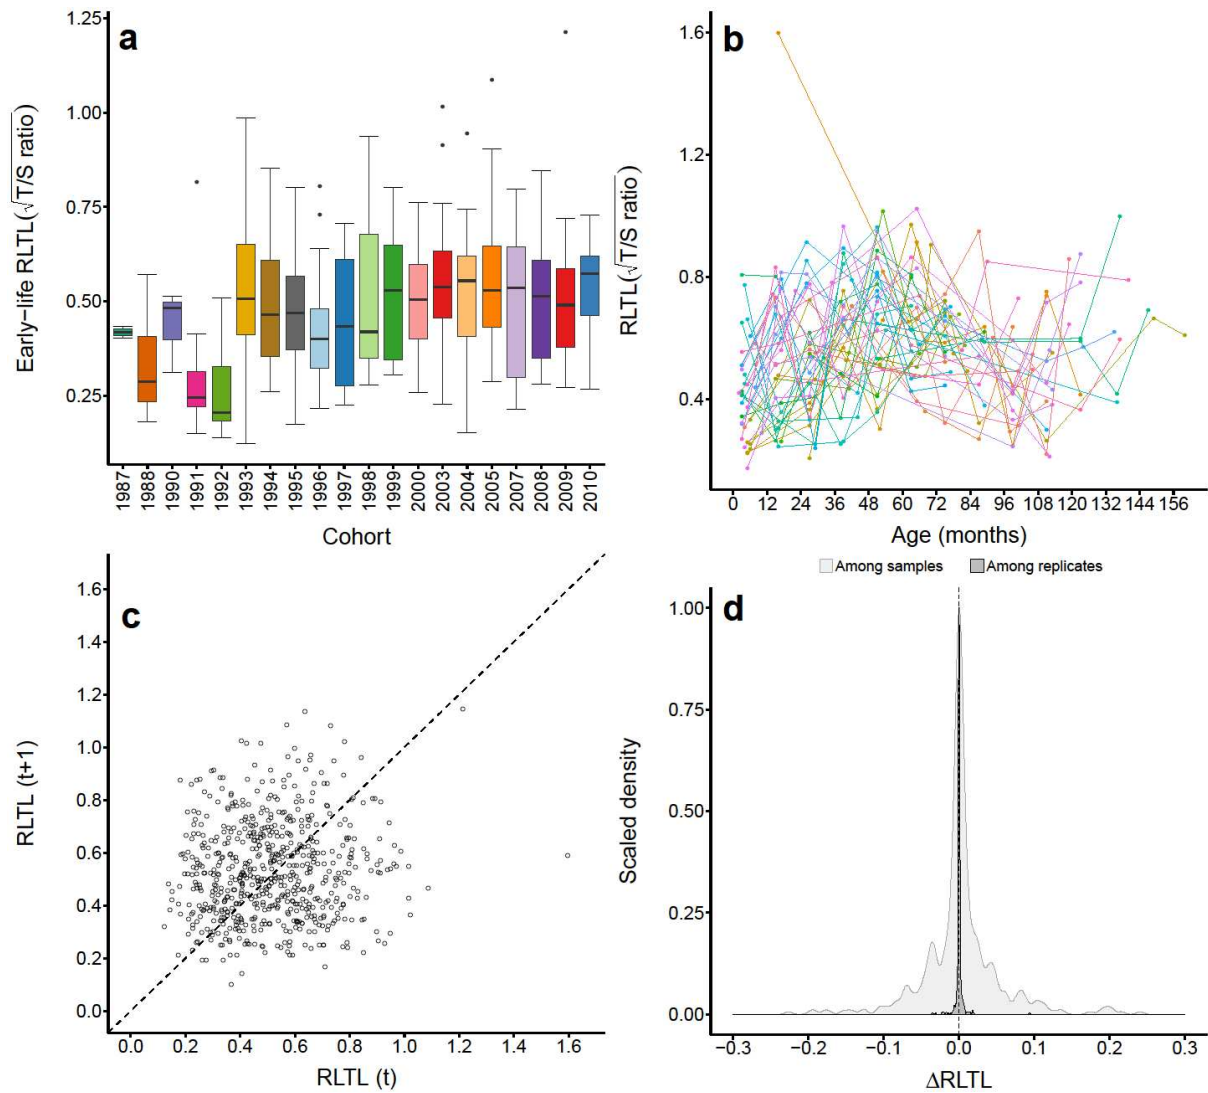 a
1.25
1.00
0.75
0.50
0.25
Early-life RLTL(√T/S ratio)
1987 1988 1990 1991 1992 1993 1994 1995 1996 1997 1998 1999 2000 2003 2004 2005 2007 2008 2009 2010
Cohort
b
1.6
1.2
0.8
0.4
RLTL(√T/S ratio)
0 12 24 36 48 60 72 84 96 108 120 132 144 156
Age (months)
c
1.6
1.4
1.2
1.0
0.8
0.6
0.4
0.2
0.0
RLTL (t+1)
0.0 0.2 0.4 0.6 0.8 1.0 1.2 1.4 1.6
RLTL (t)
Among samples Among replicates
d
1.00
0.75
0.50
0.25
0.00
Scaled density
−0.3 −0.2 −0.1 0.0 0.1 0.2 0.3
ΔRLTL